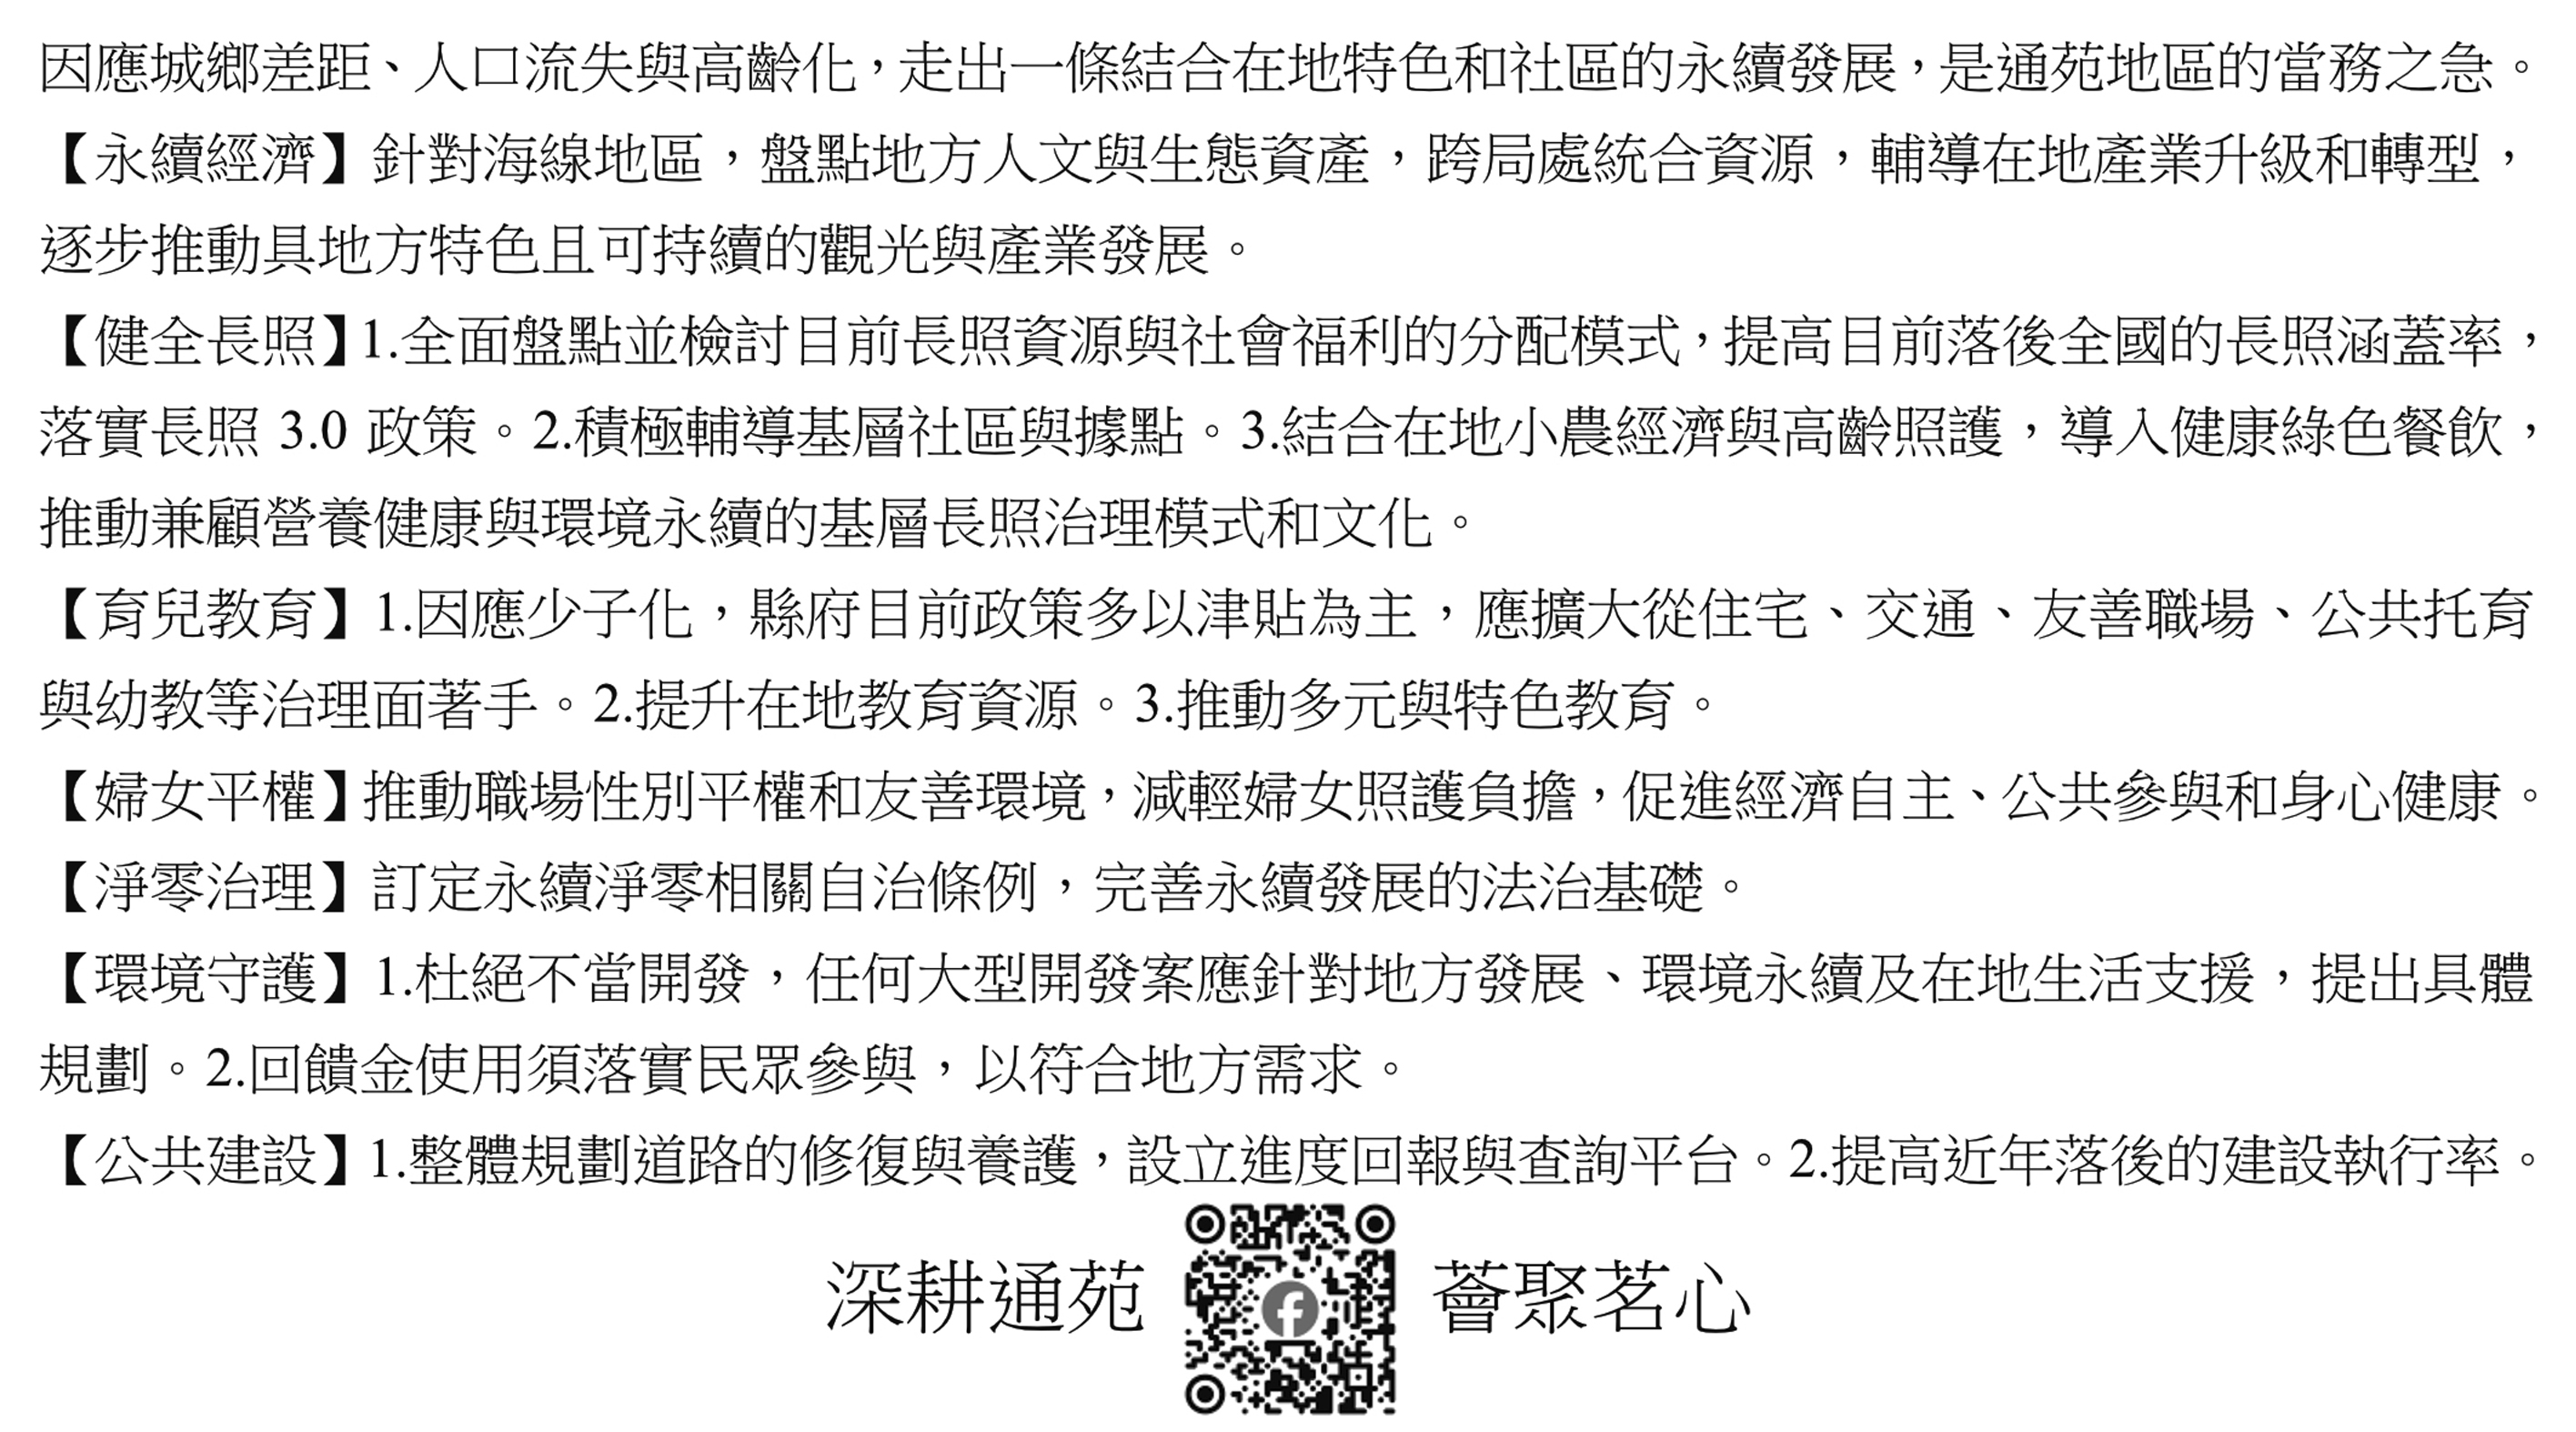 因應城鄉差距、人口流失與高齡化，走出一條結合在地特色和社區的永續發展，是通苑地區的當務之急。
【永續經濟】針對海線地區，盤點地方人文與生態資產，跨局處統合資源，輔導在地產業升級和轉型，
逐步推動具地方特色且可持續的觀光與產業發展。
【健全長照】1.全面盤點並檢討目前長照資源與社會福利的分配模式，提高目前落後全國的長照涵蓋率，
落實長照 3.0 政策。2.積極輔導基層社區與據點。3.結合在地小農經濟與高齡照護，導入健康綠色餐飲，
推動兼顧營養健康與環境永續的基層長照治理模式和文化。
【育兒教育】1.因應少子化，縣府目前政策多以津貼為主，應擴大從住宅、交通、友善職場、公共托育
與幼教等治理面著手。2.提升在地教育資源。3.推動多元與特色教育。
【婦女平權】推動職場性別平權和友善環境，減輕婦女照護負擔，促進經濟自主、公共參與和身心健康。
【淨零治理】訂定永續淨零相關自治條例，完善永續發展的法治基礎。
【環境守護】1.杜絕不當開發，任何大型開發案應針對地方發展、環境永續及在地生活支援，提出具體
規劃。2.回饋金使用須落實民眾參與，以符合地方需求。
【公共建設】1.整體規劃道路的修復與養護，設立進度回報與查詢平台。2.提高近年落後的建設執行率。
深耕通苑 薈聚茗心